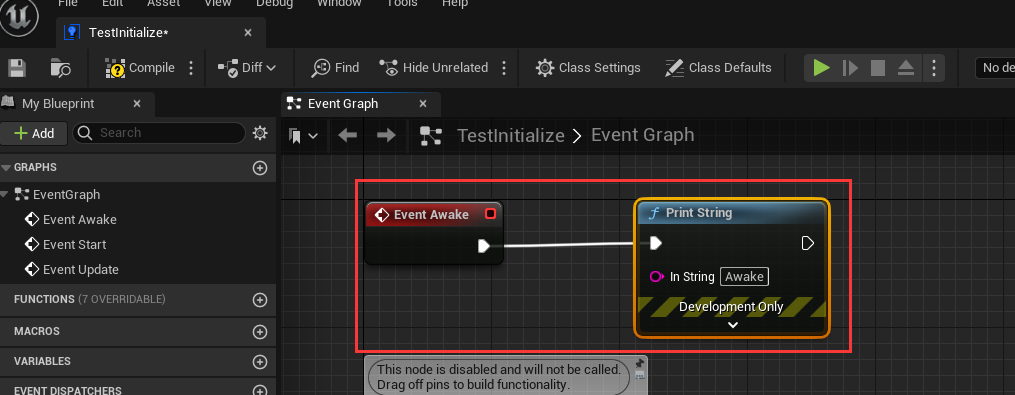 File Edit Asset View Debug Window Tools Help
TestInitialize*
Compile Diff Find Hide Unrelated Class Settings Class Defaults No de
My Blueprint Event Graph
Add Search TestInitialize > Event Graph
GRAPHS
EventGraph
Event Awake
Event Start
Event Update
FUNCTIONS (7 OVERRIDABLE)
MACROS
VARIABLES
EVENT DISPATCHERS
Event Awake
Print String
In String Awake
Development Only
This node is disabled and will not be called.
Drag off pins to build functionality.